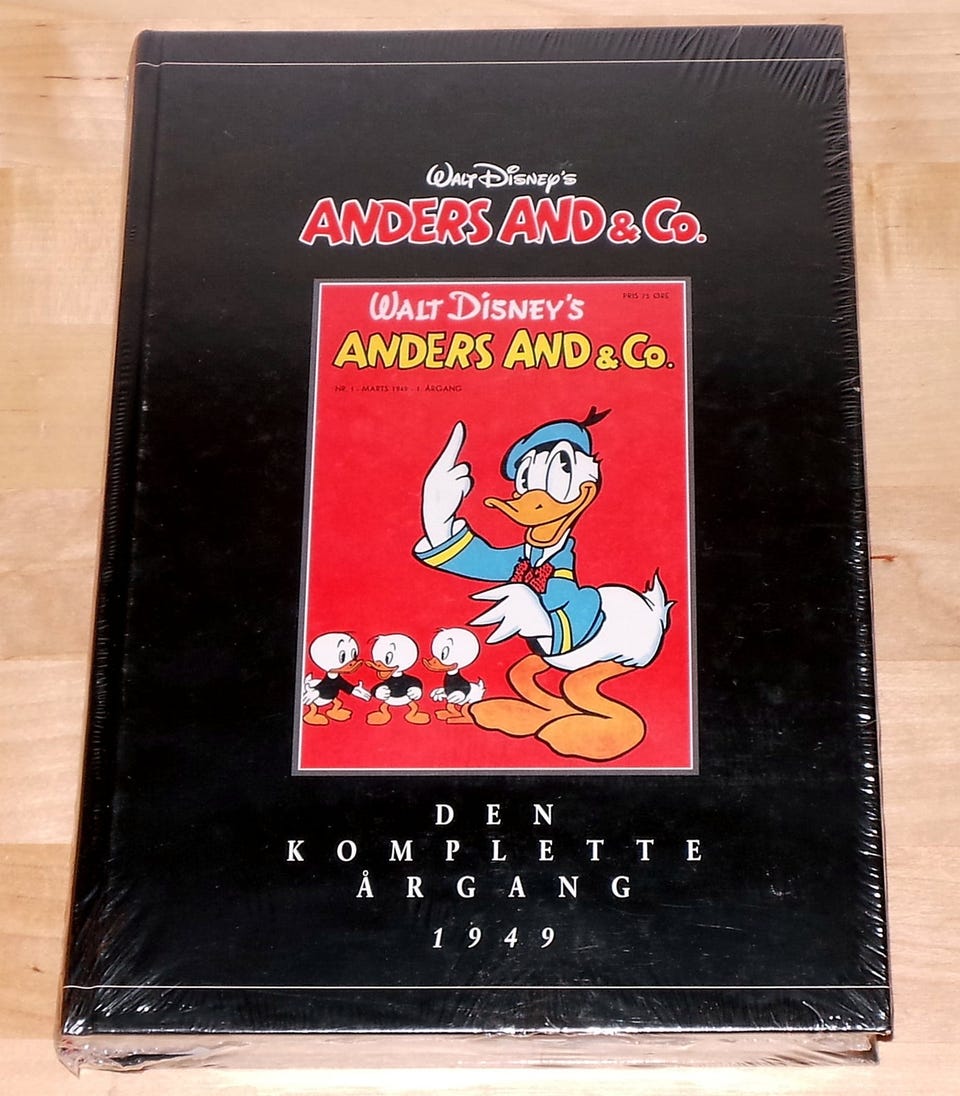 Walt Disney's
ANDERS AND & Co.
Walt Disney's
PRIS 75 ØRE
ANDERS AND & Co.
NR. 1 - MARTS 1949 - 1. ÅRGANG
DEN
KOMPLETTE
ÅRGANG
1949